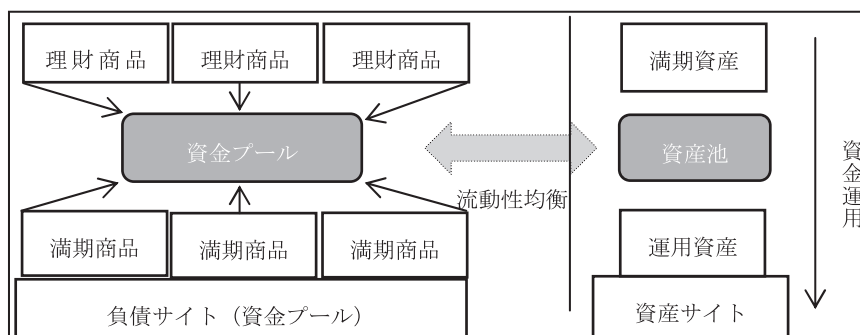 理財商品
理財商品
理財商品
資金プール
満期商品
満期商品
満期商品
負債サイト（資金プール）
流動性均衡
満期資産
資産池
運用資産
資産サイト
資金運用